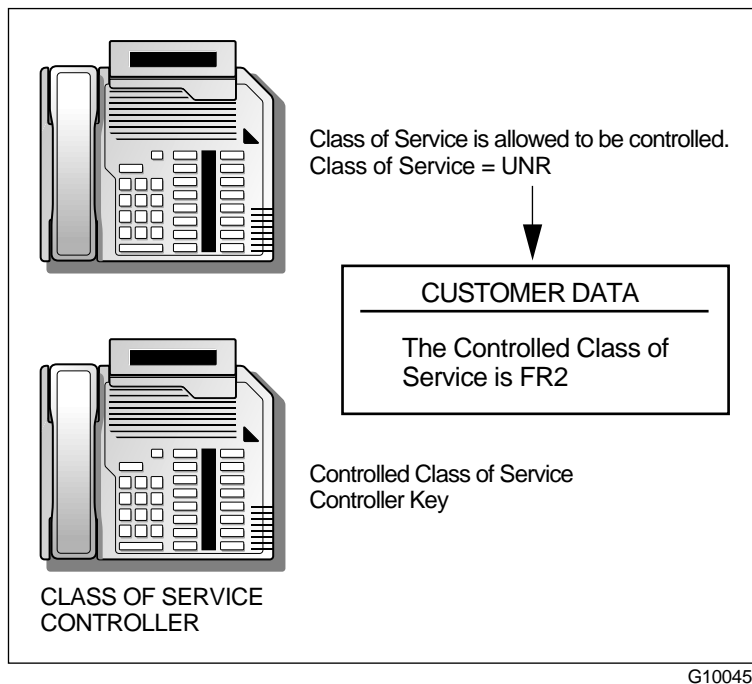 Class of Service is allowed to be controlled.
Class of Service = UNR
CUSTOMER DATA
The Controlled Class of
Service is FR2
Controlled Class of Service
Controller Key
CLASS OF SERVICE
CONTROLLER
G10045